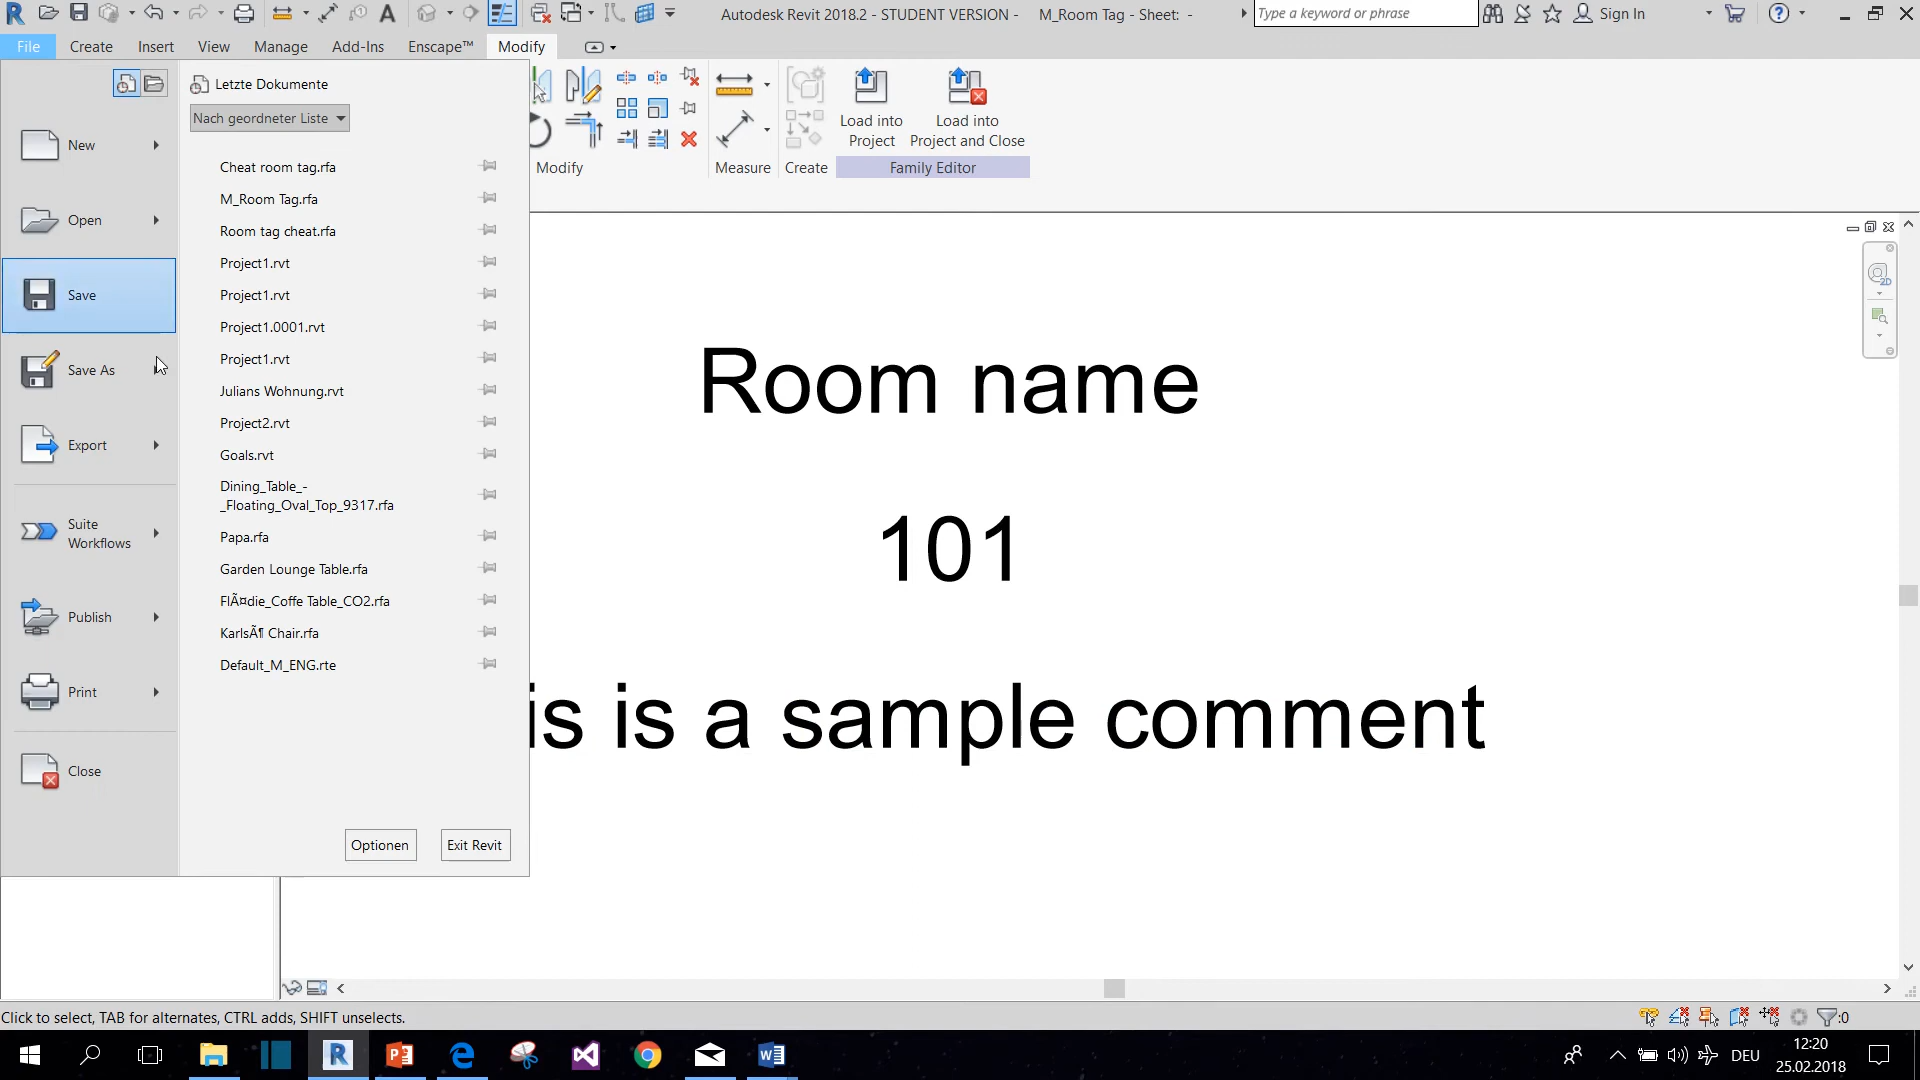 Autodesk Revit 2018.2 - STUDENT VERSION - M_Room Tag - Sheet: -
Type a keyword or phrase
Sign In
File Create Insert View Manage Add-Ins Enscape™ Modify
Letzte Dokumente
Nach geordneter Liste
New
Open
Save
Save As
Export
Suite
Workflows
Publish
Print
Close
Cheat room tag.rfa
M_Room Tag.rfa
Room tag cheat.rfa
Project1.rvt
Project1.rvt
Project1.0001.rvt
Project1.rvt
Julians Wohnung.rvt
Project2.rvt
Goals.rvt
Dining_Table_-
_Floating_Oval_Top_9317.rfa
Papa.rfa
Garden Lounge Table.rfa
FlÃ¤die_Coffe Table_CO2.rfa
KarlsÃ¶ Chair.rfa
Default_M_ENG.rte
Optionen
Exit Revit
Load into
Project
Load into
Project and Close
Modify
Measure
Create
Family Editor
2D
Room name
101
is is a sample comment
Click to select, TAB for alternates, CTRL adds, SHIFT unselects.
:0
DEU
12:20
25.02.2018